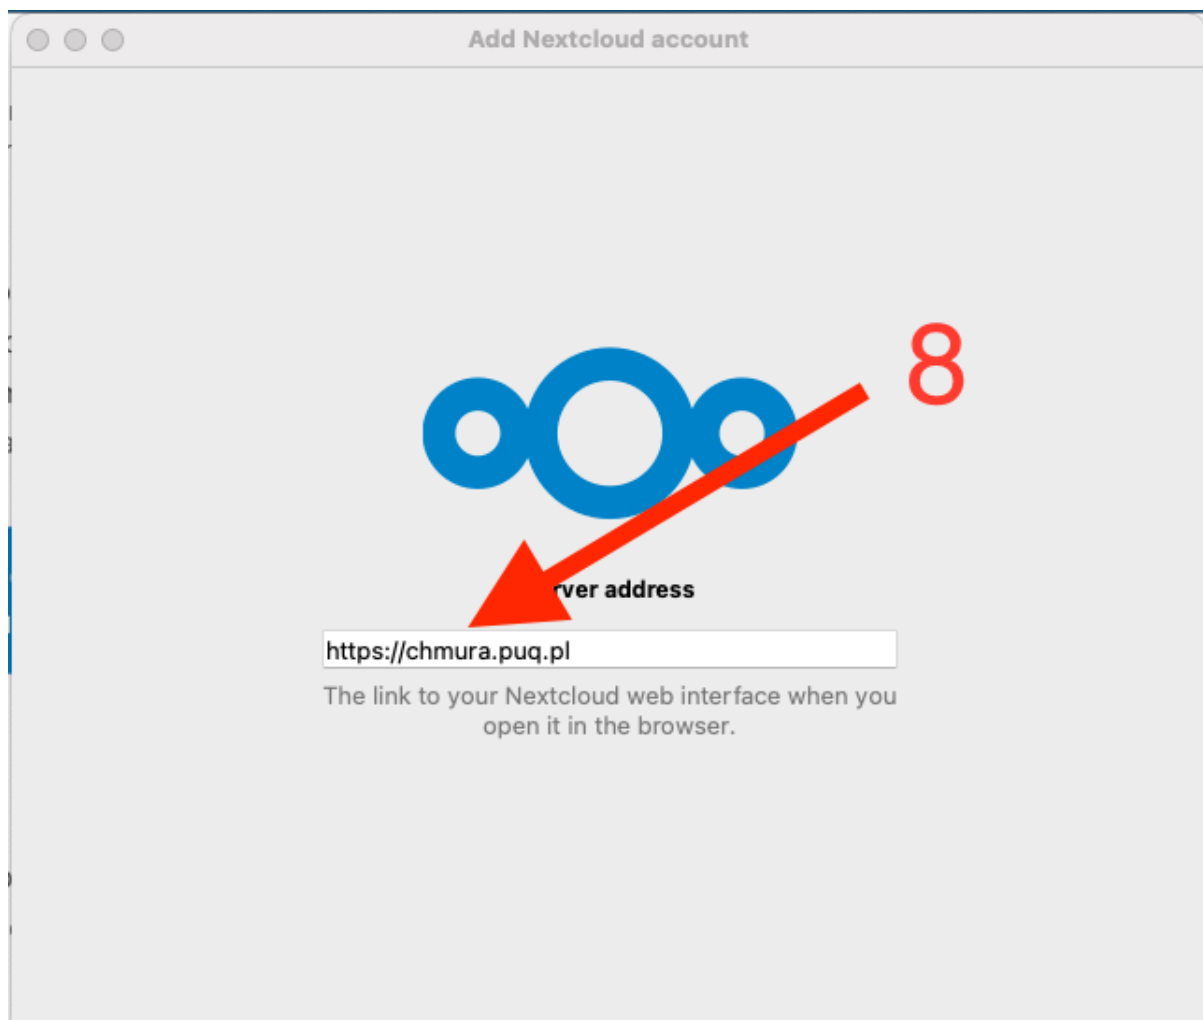 Add Nextcloud account
8
rver address
https://chmura.puq.pl
The link to your Nextcloud web interface when you
open it in the browser.